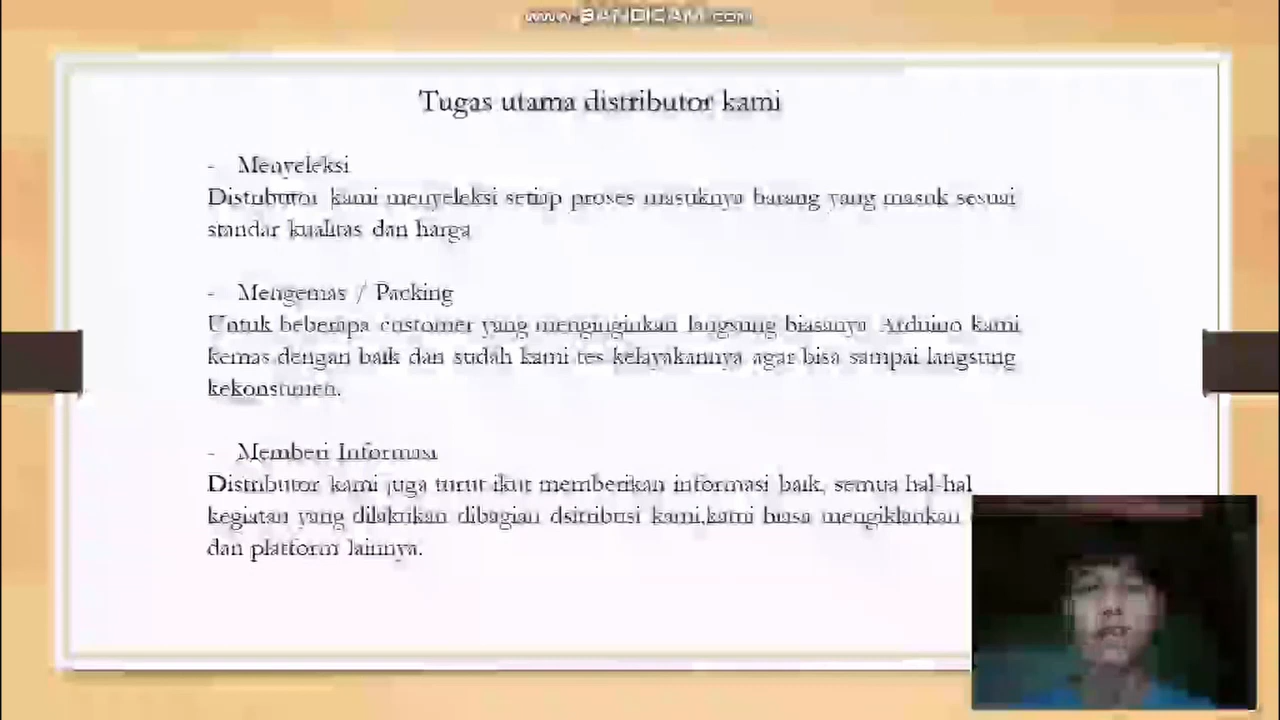 www.BANDICAM.com
Tugas utama distributor kami
- Menyeleksi
Distributor kami menyeleksi setiap proses masuknya barang yang masuk sesuai
standar kualitas dan harga
- Mengemas / Packing
Untuk beberapa customer yang menginginkan langsung biasanya Arduino kami
kemas dengan baik dan sudah kami tes kelayakannya agar bisa sampai langsung
kekonsumen.
- Memberi Informasi
Distributor kami juga turut ikut memberikan informasi baik, semua hal-hal
kegiatan yang dilakukan dibagian dsitribusi kami,kami biasa mengiklankan
dan platform lainnya.